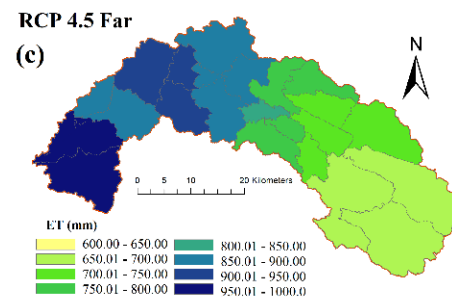 RCP 4.5 Far
(c)
N
0 5 10 20 Kilometers
ET (mm)
600.00 - 650.00 800.01 - 850.00
650.01 - 700.00 850.01 - 900.00
700.01 - 750.00 900.01 - 950.00
750.01 - 800.00 950.01 - 1000.0